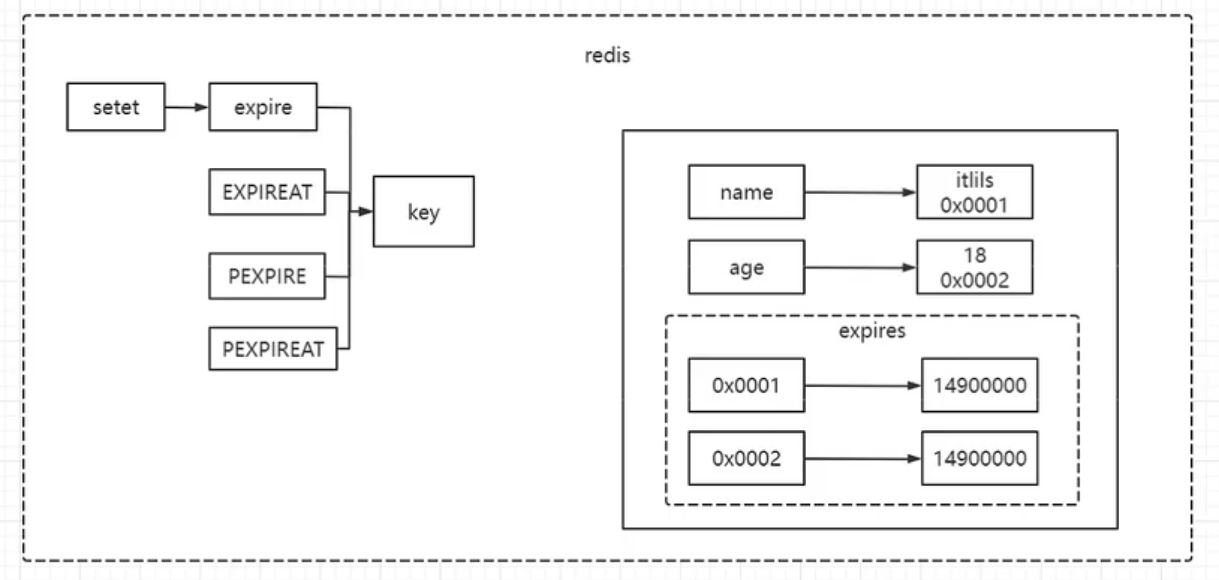 redis
setet
expire
EXPIREAT
PEXPIRE
PEXPIREAT
key
name
itlils
0x0001
age
18
0x0002
expires
0x0001
14900000
0x0002
14900000